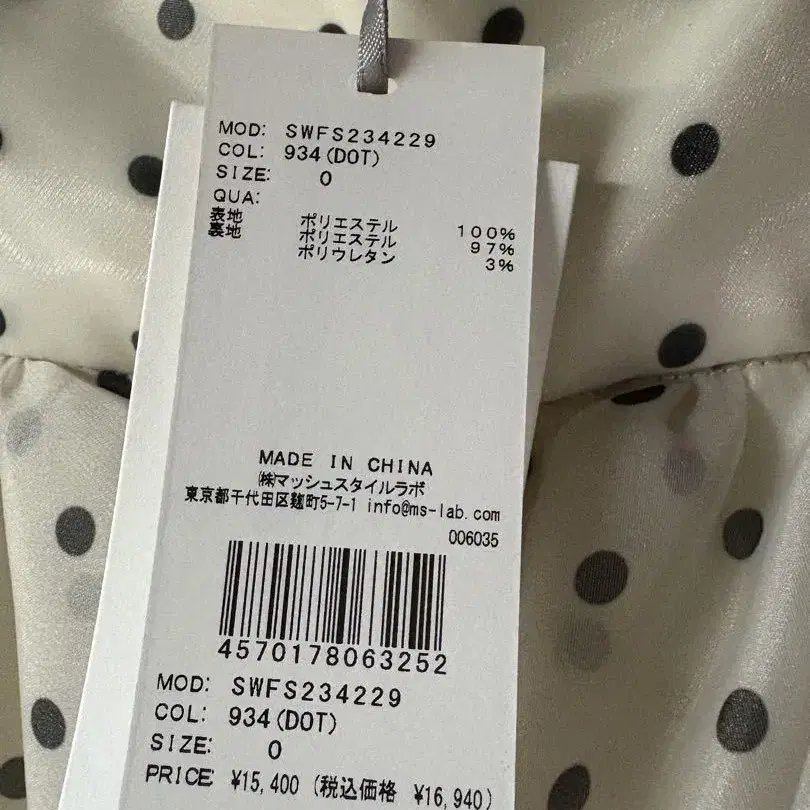 MOD: SWFS234229
COL: 934(DOT)
SIZE: 0
QUA:
表地 ポリエステル 100%
裏地 ポリエステル 97%
ポリウレタン 3%
MADE IN CHINA
㈱マッシュスタイルラボ
東京都千代田区麹町5-7-1 info@ms-lab.com
006035
4570178063252
MOD: SWFS234229
COL: 934(DOT)
SIZE: 0
PRICE: ¥15,400 (税込価格 ¥16,940)